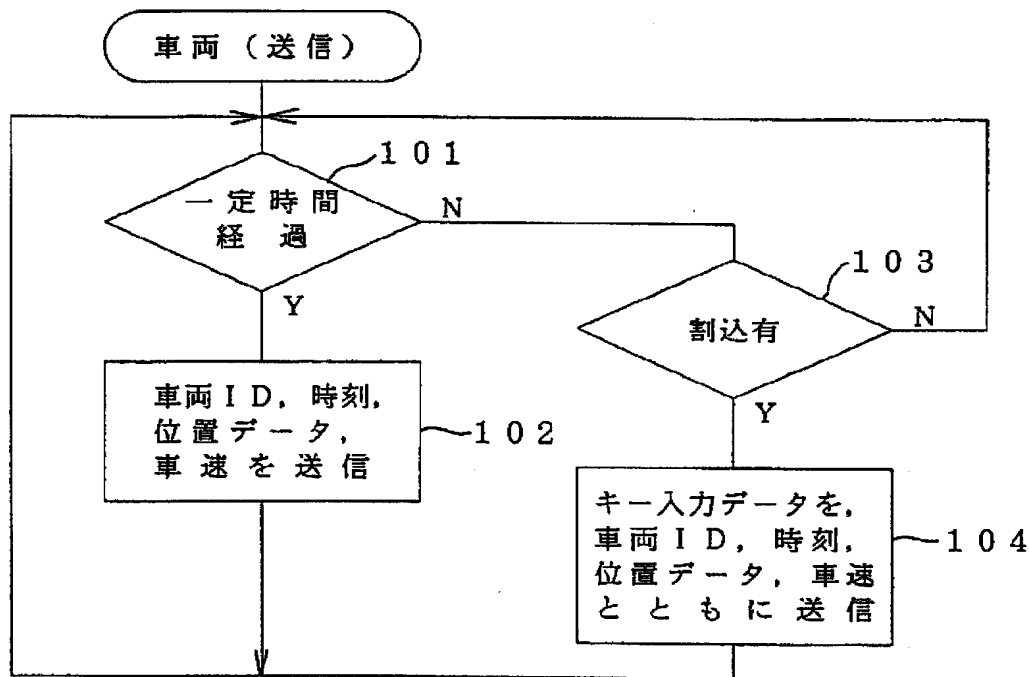 車両（送信）
101
一定時間
経過
N
Y
103
割込有
N
Y
車両ＩＤ，時刻，
位置データ，
車速を送信
102
キー入力データを，
車両ＩＤ，時刻，
位置データ，車速
とともに送信
104